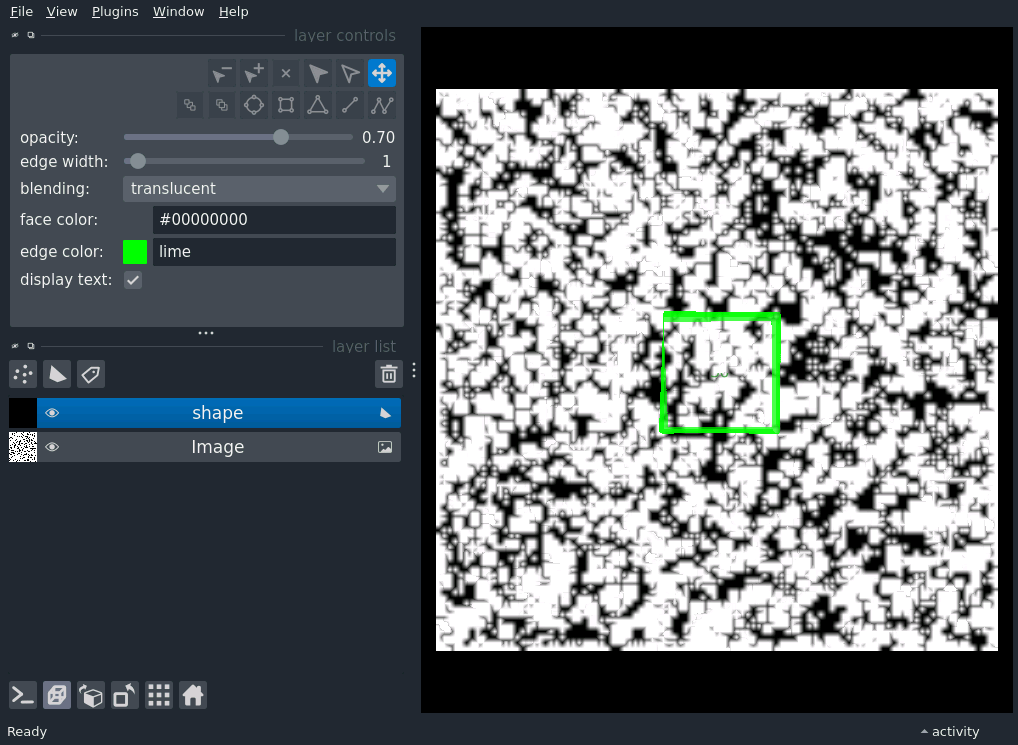 File View Plugins Window Help
layer controls
opacity: 0.70
edge width: 1
blending: translucent
face color: #00000000
edge color: lime
display text:
layer list
shape
Image
Ready
activity